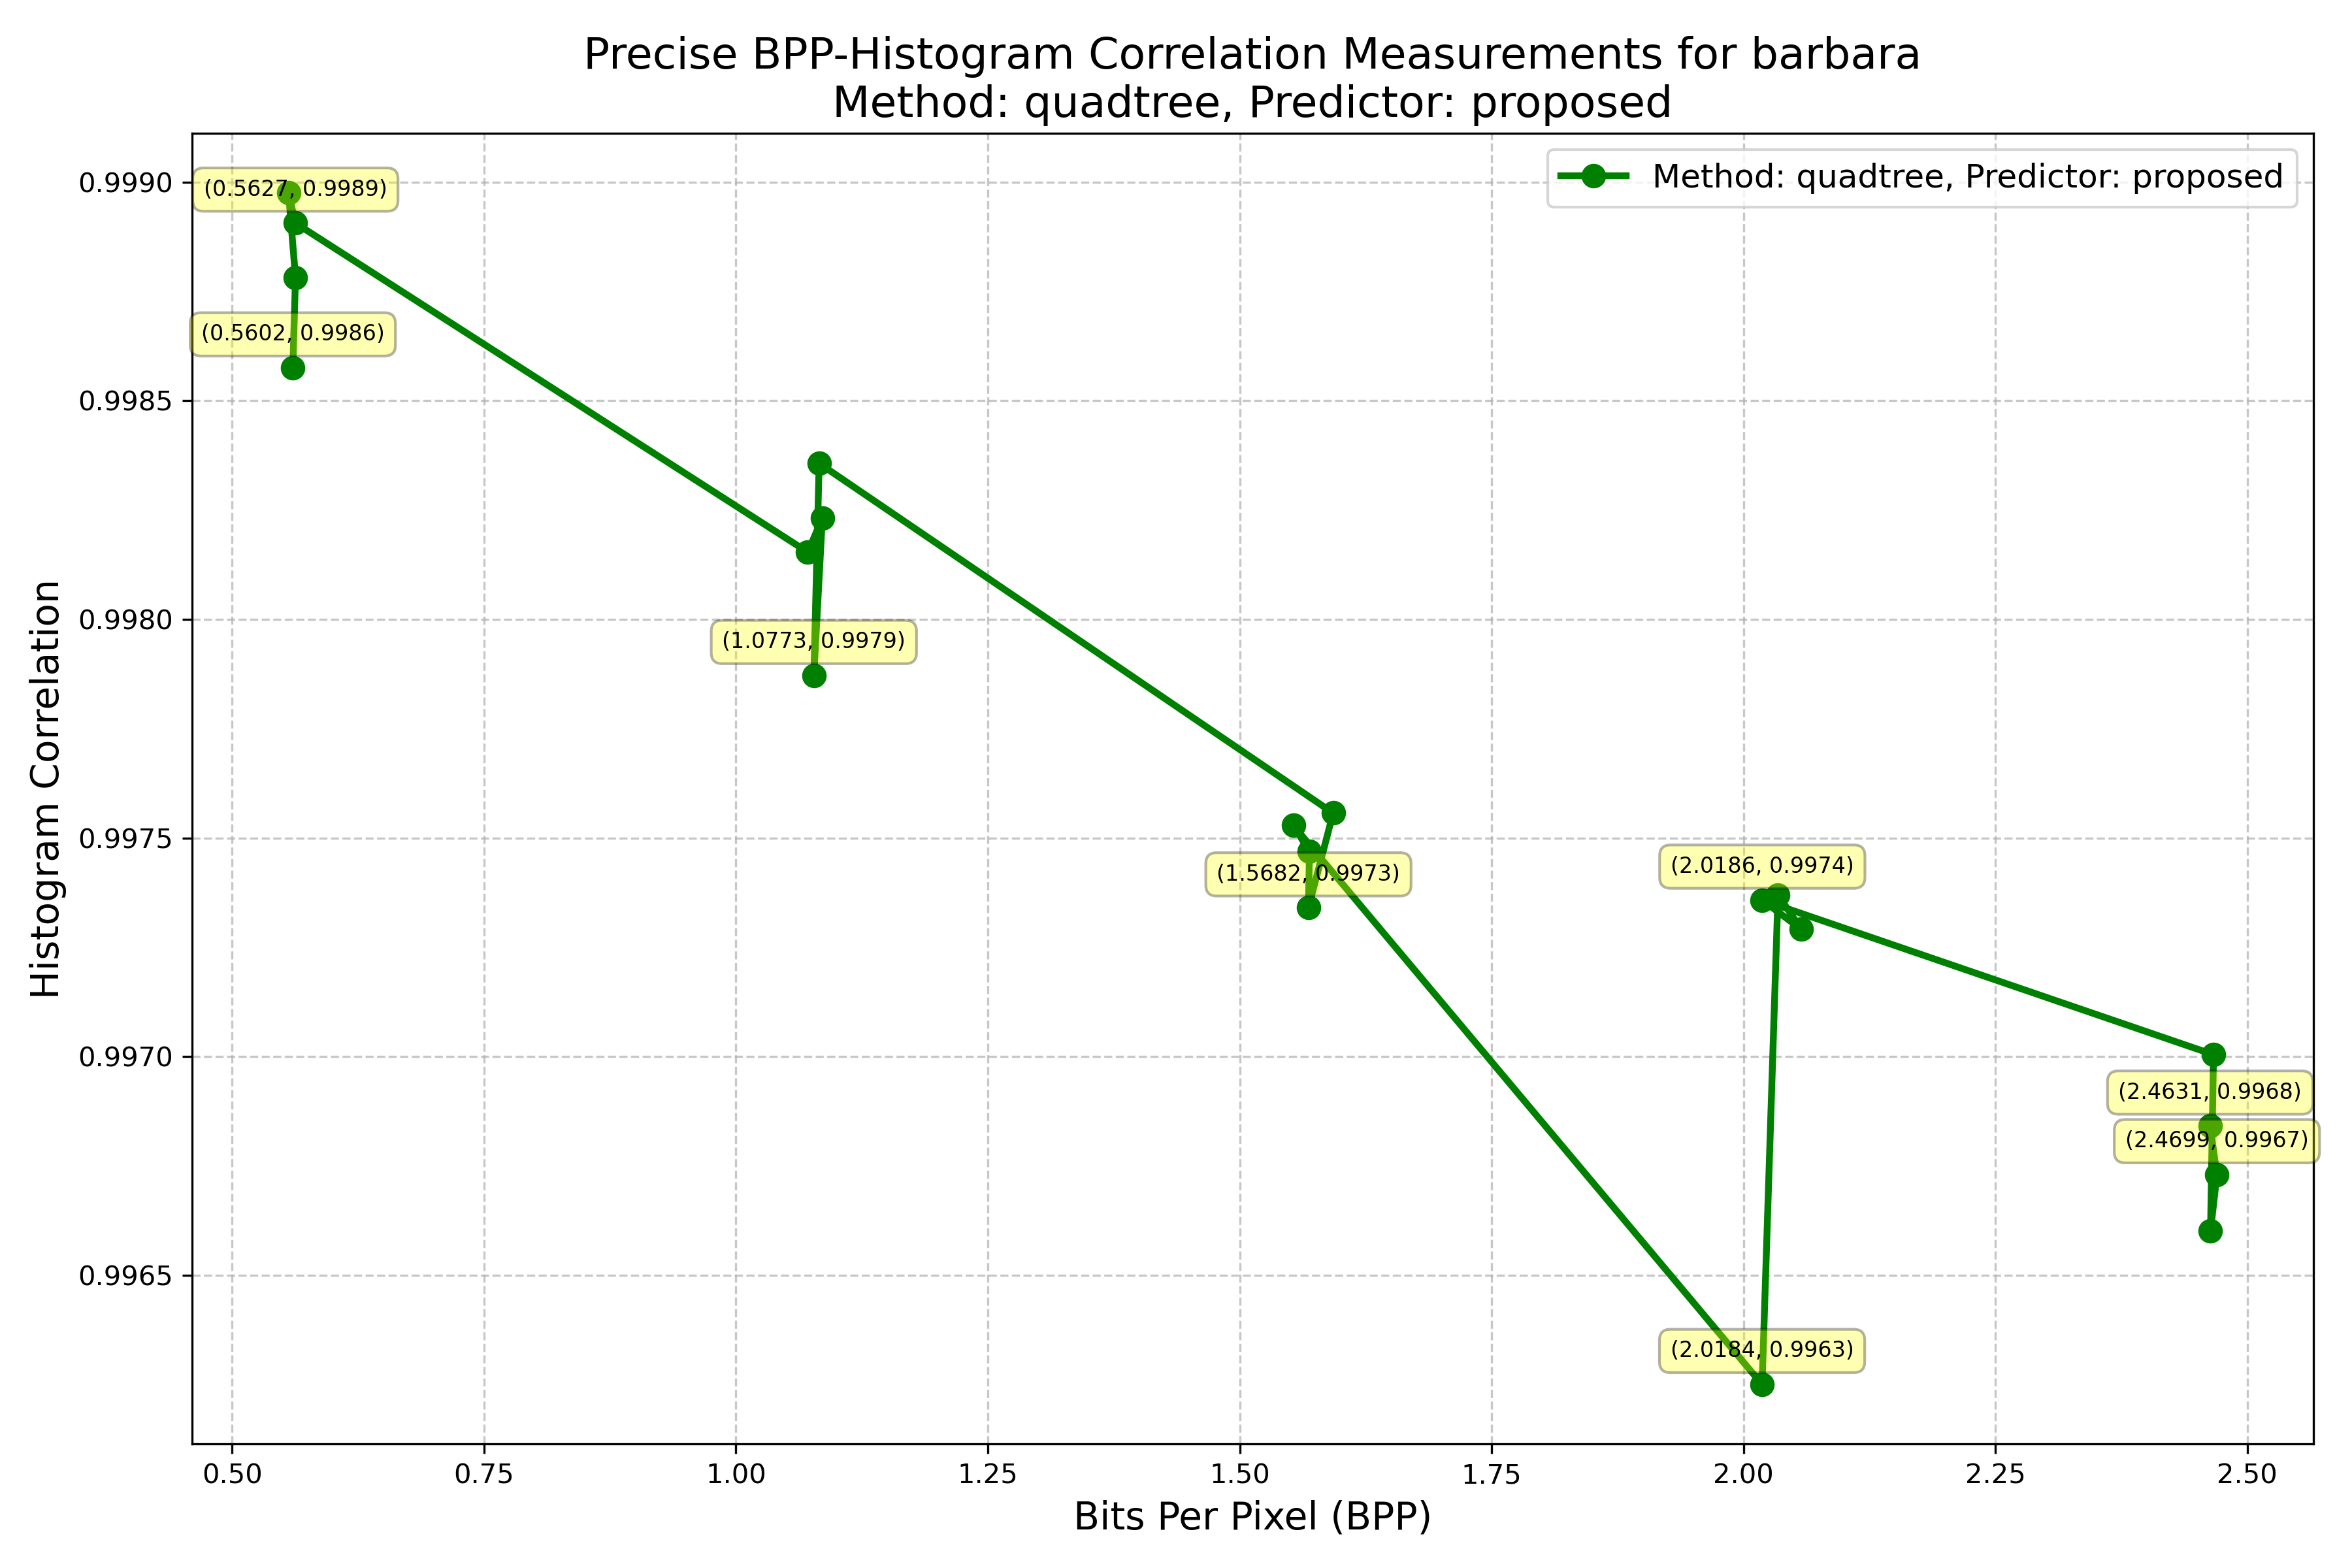 Precise BPP-Histogram Correlation Measurements for barbara
Method: quadtree, Predictor: proposed
Method: quadtree, Predictor: proposed
Histogram Correlation
0.9990
0.9985
0.9980
0.9975
0.9970
0.9965
(0.5627, 0.9989)
(0.5602, 0.9986)
(1.0773, 0.9979)
(1.5682, 0.9973)
(2.0186, 0.9974)
(2.4631, 0.9968)
(2.4699, 0.9967)
(2.0184, 0.9963)
0.50 0.75 1.00 1.25 1.50 1.75 2.00 2.25 2.50
Bits Per Pixel (BPP)